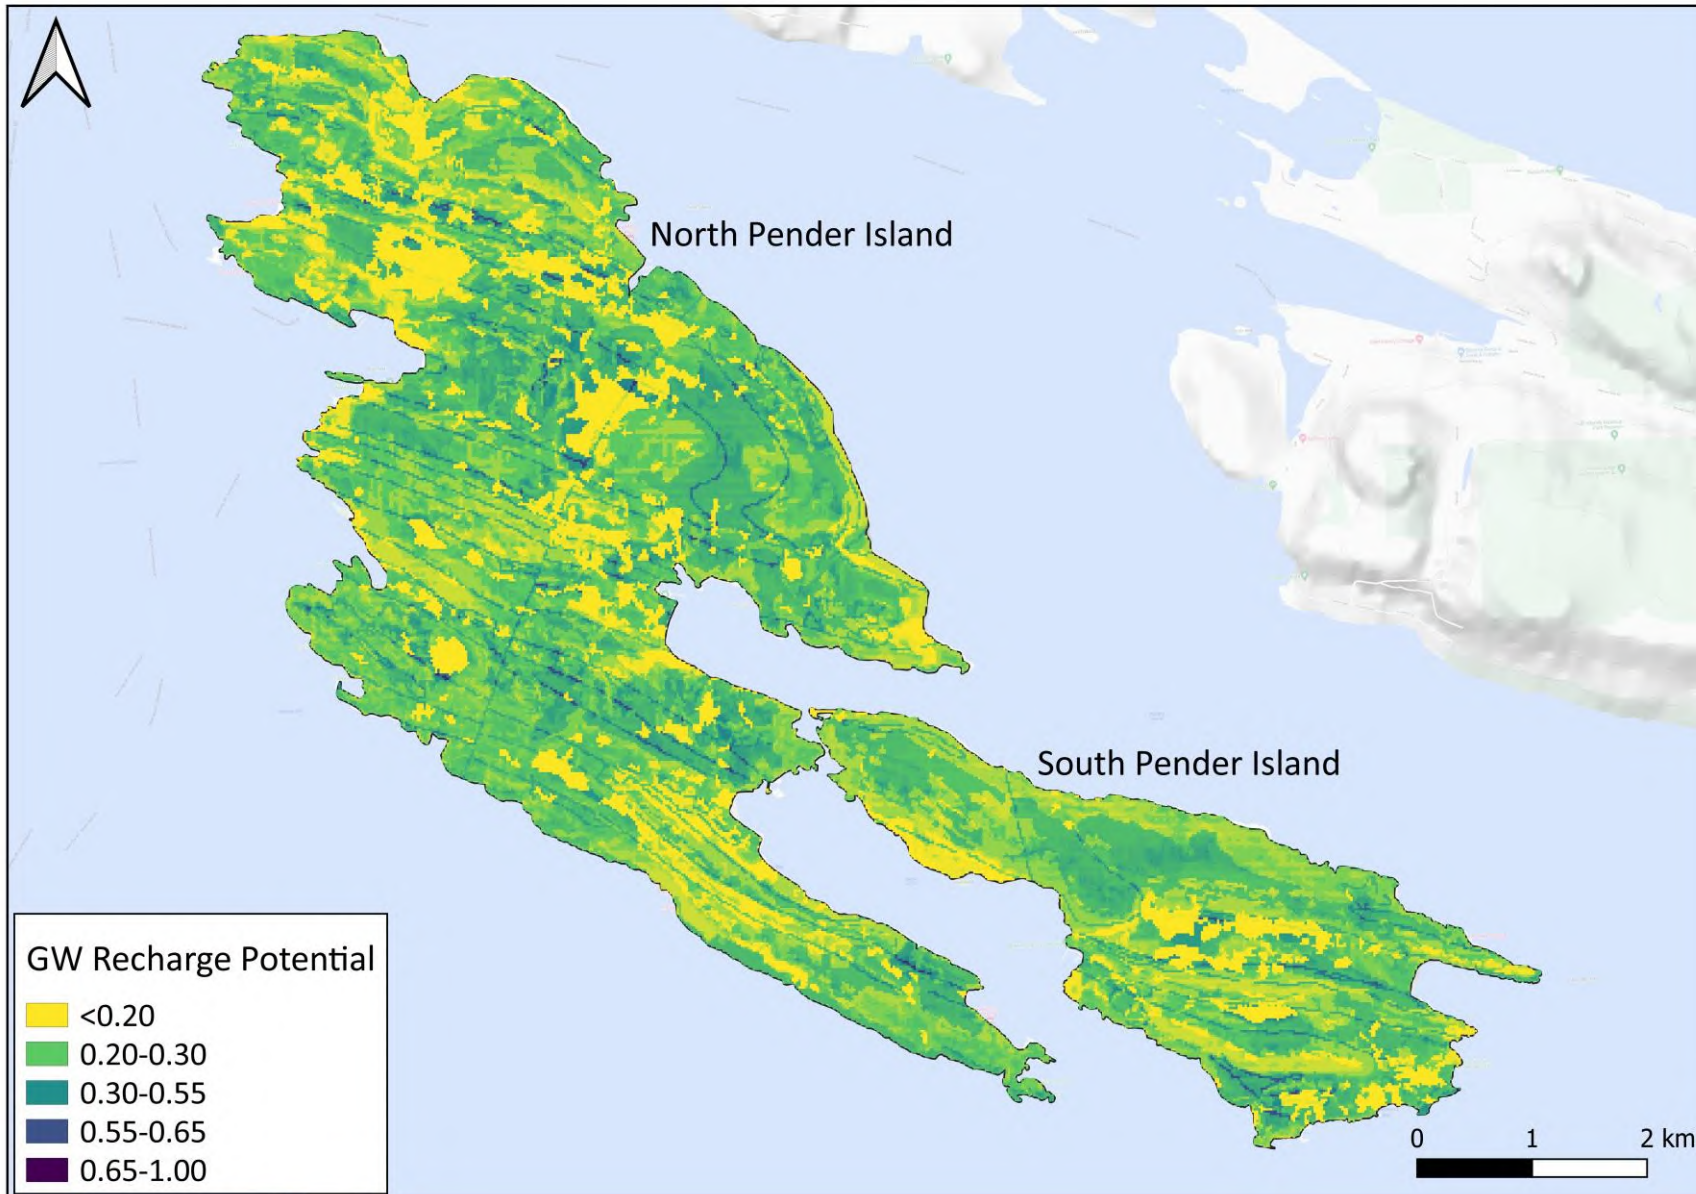 North Pender Island
South Pender Island
GW Recharge Potential
<0.20
0.20-0.30
0.30-0.55
0.55-0.65
0.65-1.00
0 1 2 km